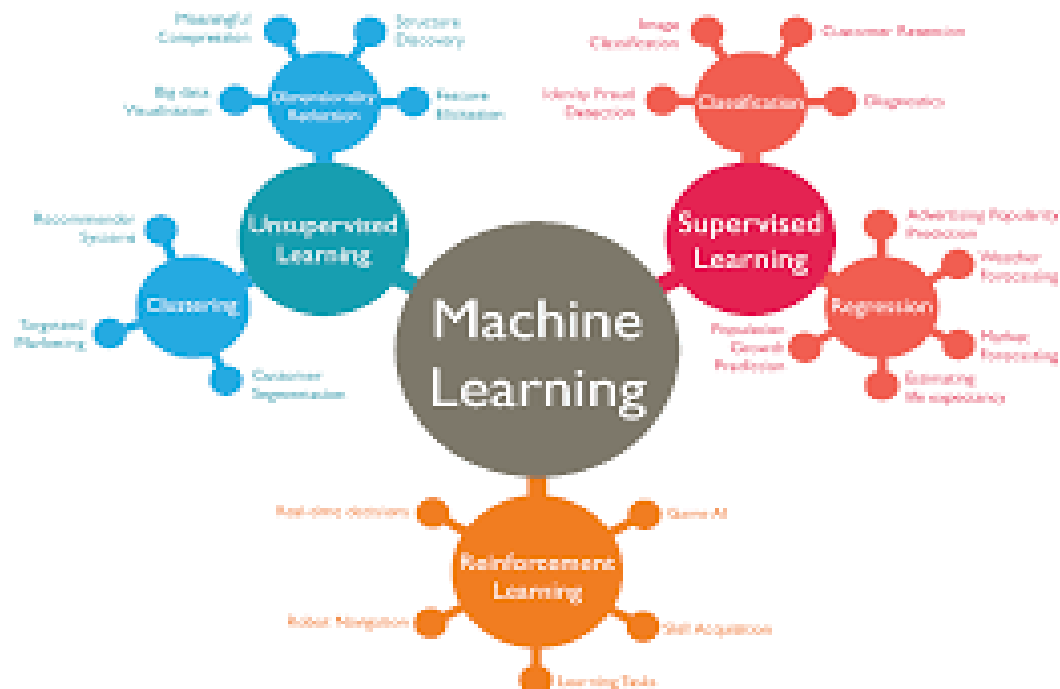 Meaningful
Compression
Structure
Discovery
Big data
Visualisation
Dimensionality
Reduction
Feature
Elicitation
Image
Classification
Customer Retention
Identity Fraud
Detection
Classification
Diagnostics
Recommender
Systems
Unsupervised
Learning
Supervised
Learning
Advertising Popularity
Prediction
Weather
Forecasting
Clustering
Machine
Learning
Regression
Targeted
Marketing
Population
Growth
Prediction
Market
Forecasting
Customer
Segmentation
Estimating
life expectancy
Real-time decisions
Game AI
Reinforcement
Learning
Robot Navigation
Skill Acquisition
Learning Tasks